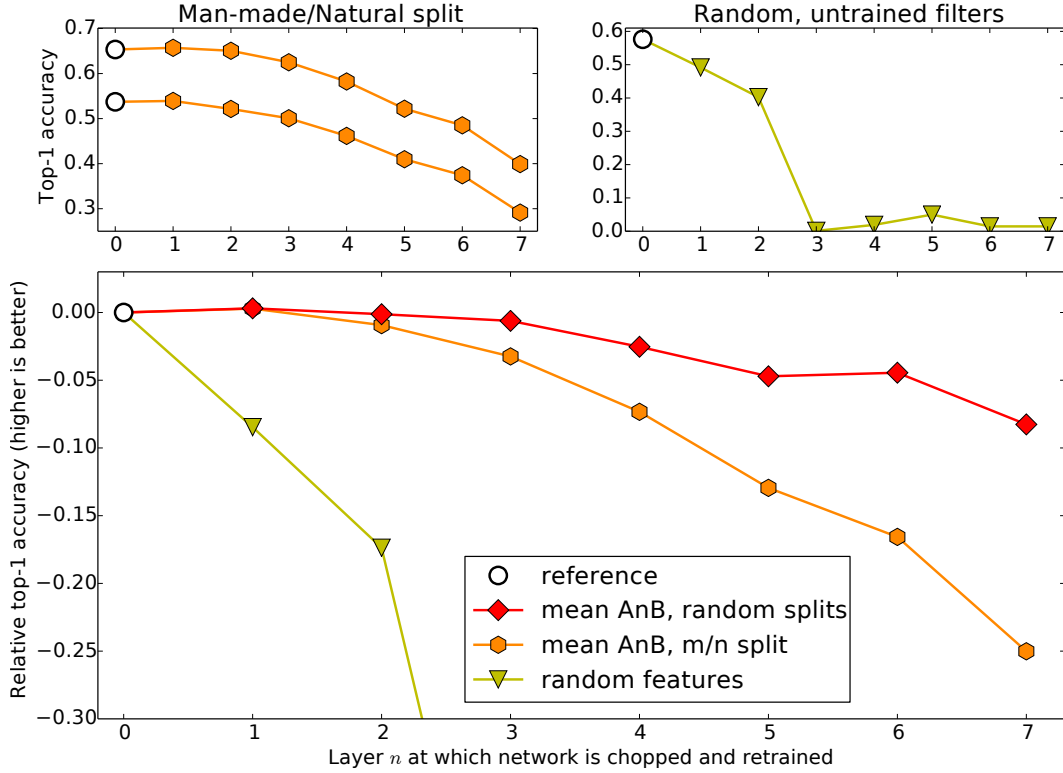 Man-made/Natural split
Top-1 accuracy
0.7
0.6
0.5
0.4
0.3
0 1 2 3 4 5 6 7
Random, untrained filters
0.6
0.5
0.4
0.3
0.2
0.1
0.0
0 1 2 3 4 5 6 7
Relative top-1 accuracy (higher is better)
0.00
−0.05
−0.10
−0.15
−0.20
−0.25
−0.30
reference
mean AnB, random splits
mean AnB, m/n split
random features
0 1 2 3 4 5 6 7
Layer n at which network is chopped and retrained